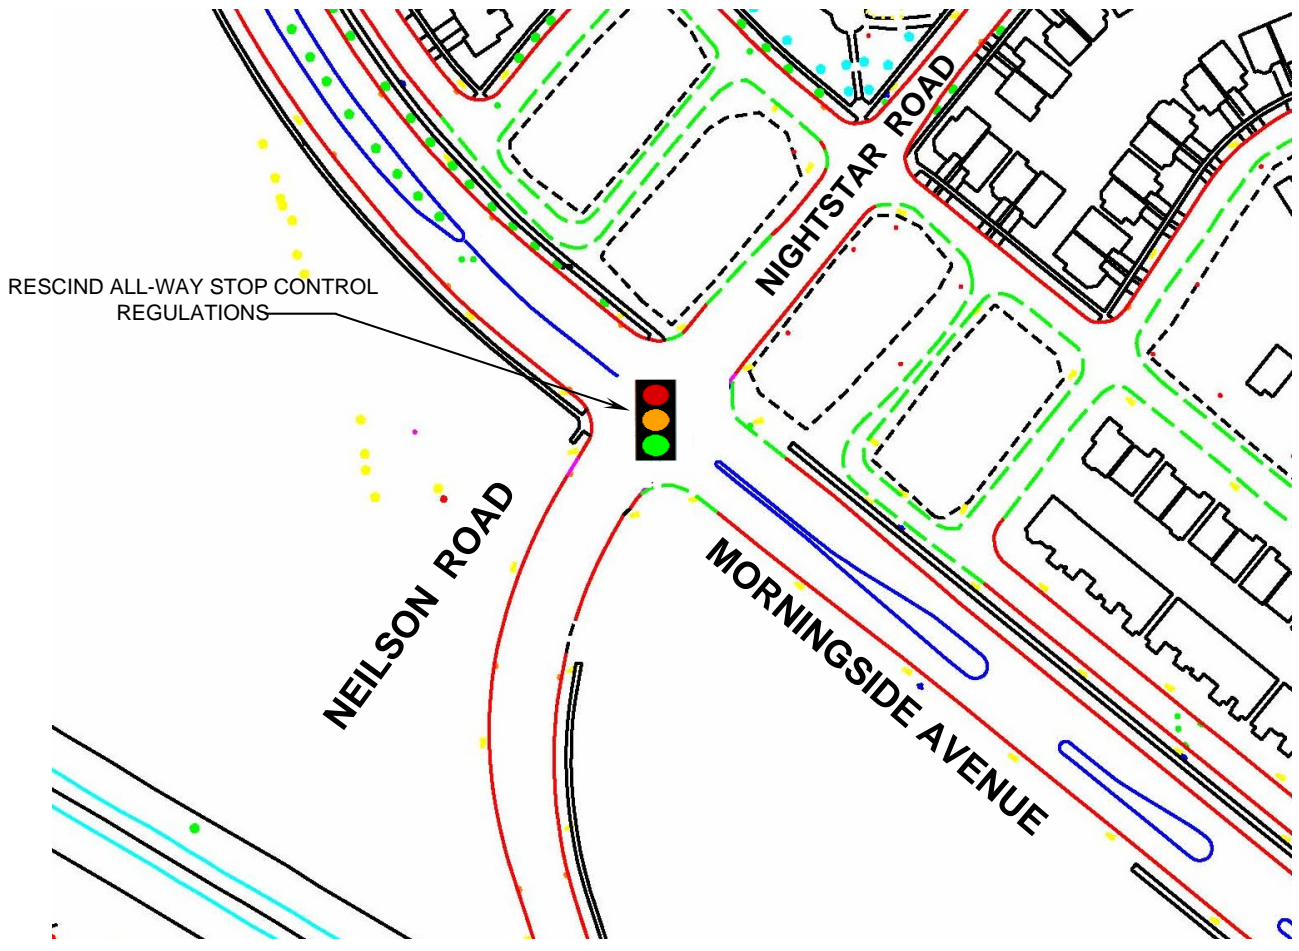 NIGHTSTAR ROAD
RESCIND ALL-WAY STOP CONTROL
REGULATIONS
NEILSON ROAD
MORNINGSIDE AVENUE